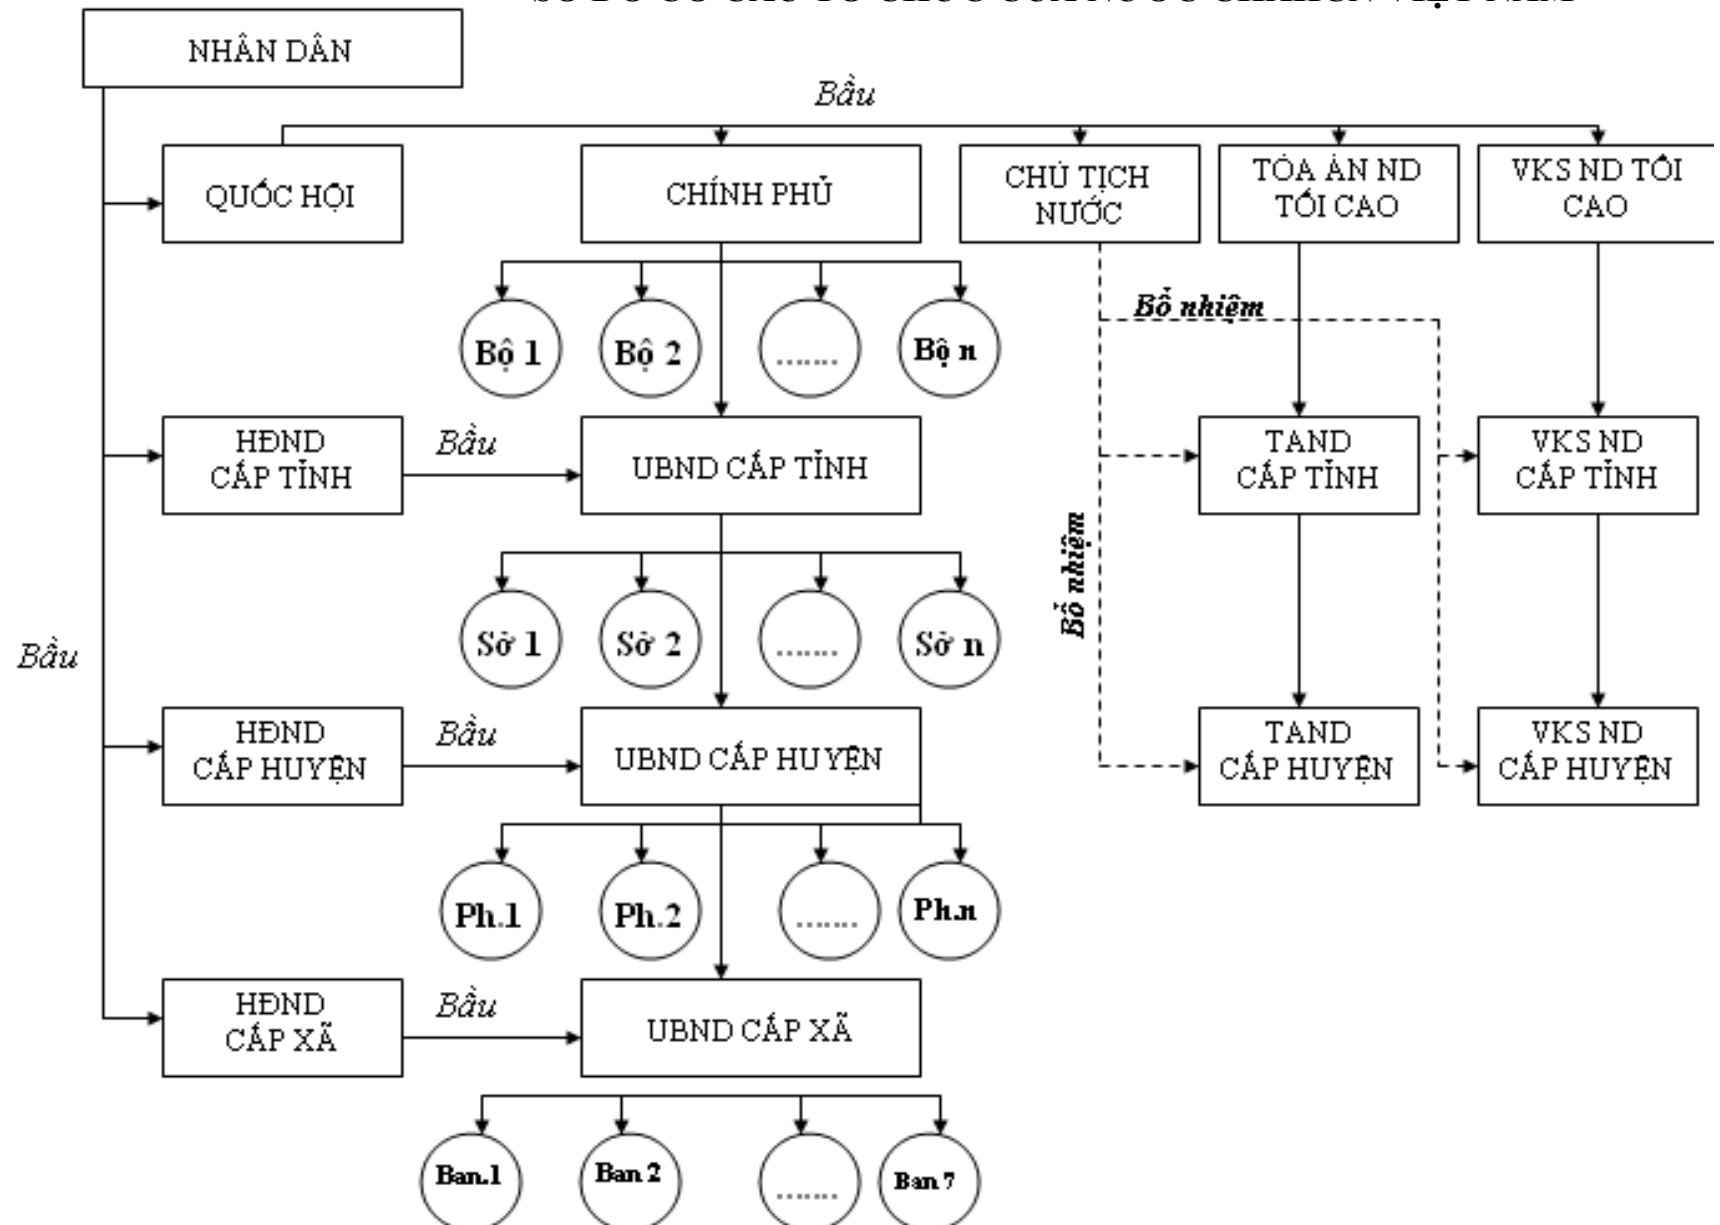 NHÂN DÂN
Bầu
QUỐC HỘI
CHÍNH PHỦ
CHỦ TỊCH
NƯỚC
TÒA ÁN ND
TỐI CAO
VKS ND TỐI
CAO
Bộ 1
Bộ 2
.......
Bộ n
Bổ nhiệm
HĐND
CẤP TỈNH
Bầu
UBND CẤP TỈNH
TAND
CẤP TỈNH
VKS ND
CẤP TỈNH
Bổ nhiệm
Sở 1
Sở 2
.......
Sở n
Bầu
HĐND
CẤP HUYỆN
Bầu
UBND CẤP HUYỆN
TAND
CẤP HUYỆN
VKS ND
CẤP HUYỆN
Ph.1
Ph.2
.......
Ph.n
HĐND
CẤP XÃ
Bầu
UBND CẤP XÃ
Ban.1
Ban 2
.......
Ban 7